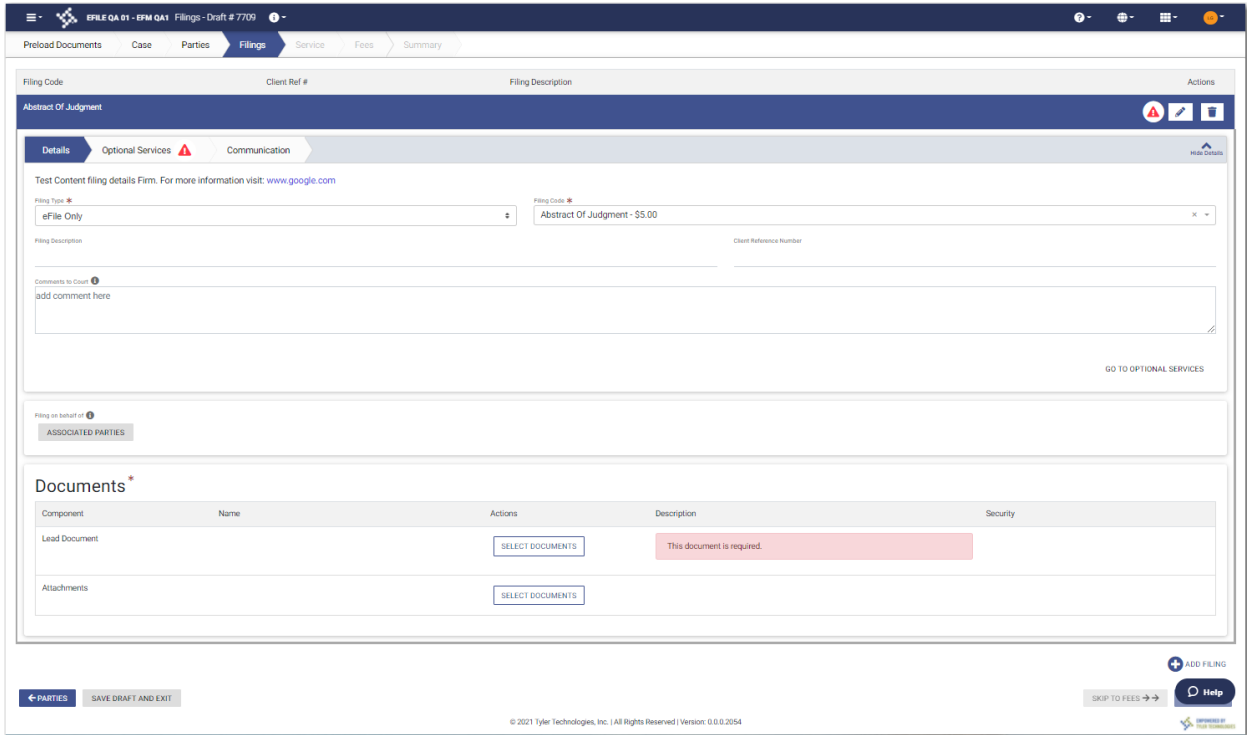 EFILE QA 01 - EFM QA1 Filings - Draft # 7709
Preload Documents Case Parties Filings Service Fees Summary
Filing Code Client Ref # Filing Description Actions
Abstract Of Judgment
Details Optional Services Communication Hide Details
Test Content filing details Firm. For more information visit: www.google.com
Filing Type * Filing Code *
eFile Only Abstract Of Judgment - $5.00
Filing Description Client Reference Number
Comments to Court
add comment here
GO TO OPTIONAL SERVICES
Filing on behalf of
ASSOCIATED PARTIES
Documents *
Component Name Actions Description Security
Lead Document SELECT DOCUMENTS This document is required.
Attachments SELECT DOCUMENTS
ADD FILING
PARTIES SAVE DRAFT AND EXIT SKIP TO FEES Help
© 2021 Tyler Technologies, Inc. | All Rights Reserved | Version: 0.0.0.2054
EMPOWERED BY
TYLER TECHNOLOGIES